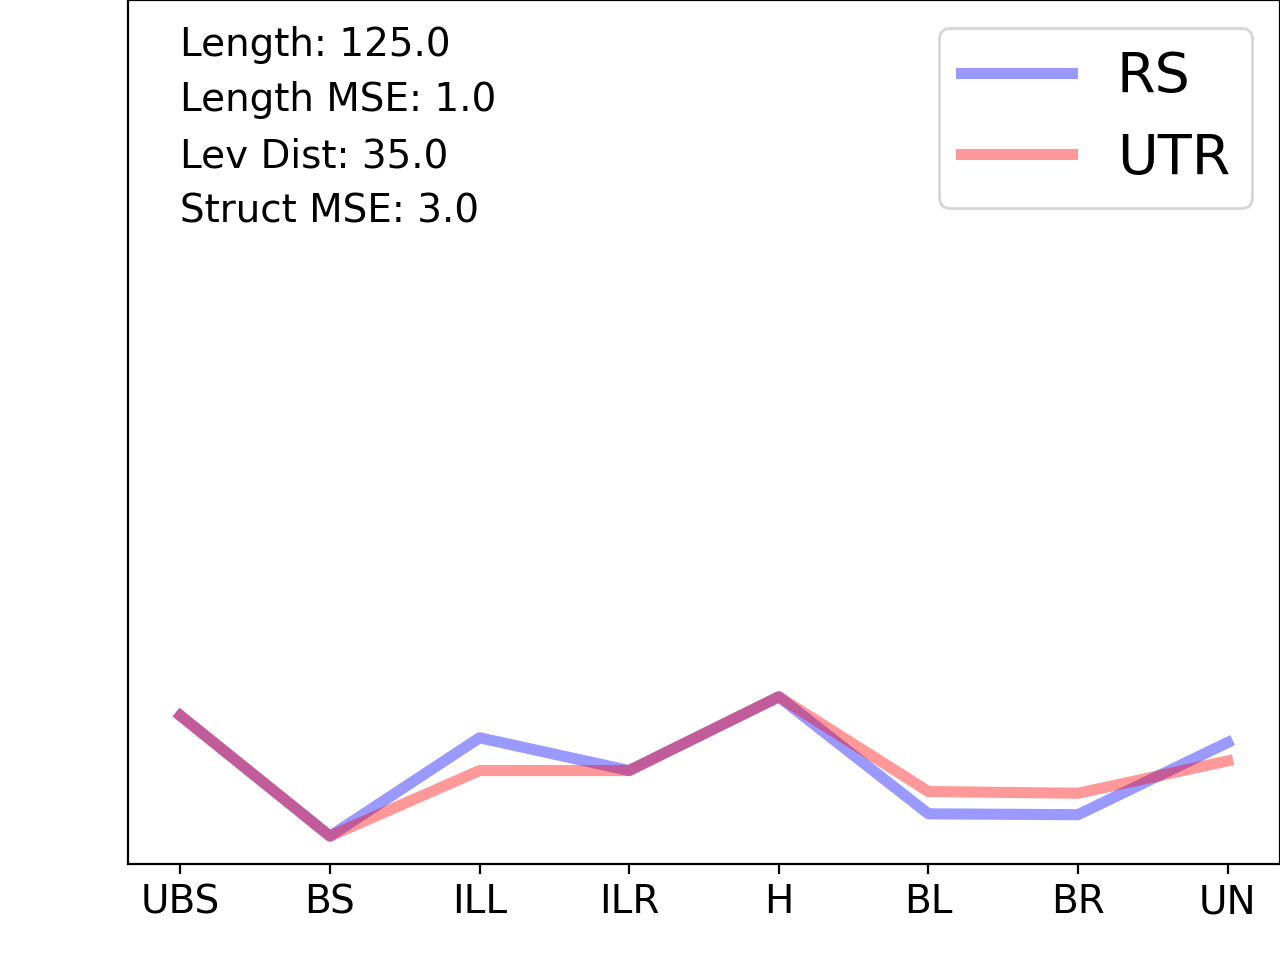 Length: 125.0
Length MSE: 1.0
Lev Dist: 35.0
Struct MSE: 3.0
RS
UTR
UBS BS ILL ILR H BL BR UN